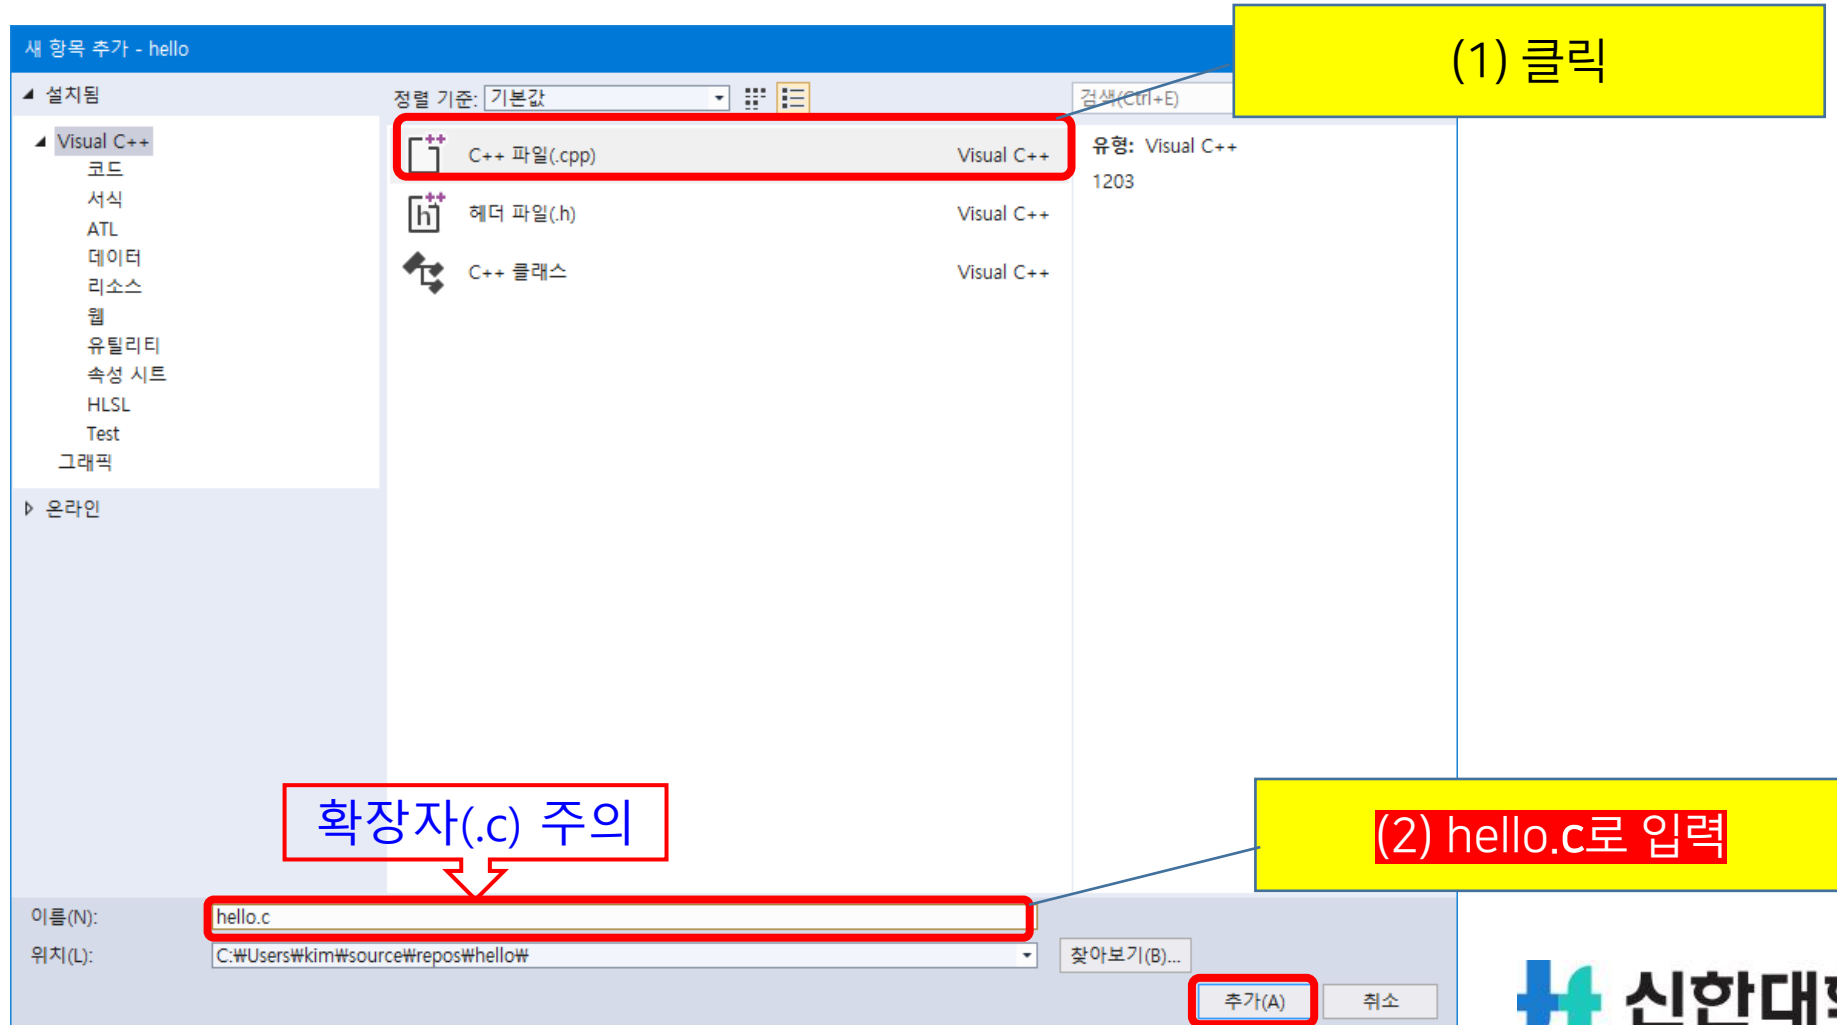 새 항목 추가 - hello
(1) 클릭
설치됨
정렬 기준: 기본값
검색(Ctrl+E)
Visual C++
코드
서식
ATL
데이터
리소스
웹
유틸리티
속성 시트
HLSL
Test
그래픽
온라인
C++ 파일(.cpp) Visual C++
헤더 파일(.h) Visual C++
C++ 클래스 Visual C++
유형: Visual C++
1203
확장자(.c) 주의
(2) hello.c로 입력
이름(N): hello.c
위치(L): C:₩Users₩kim₩source₩repos₩hello₩
찾아보기(B)...
추가(A) 취소
신한대